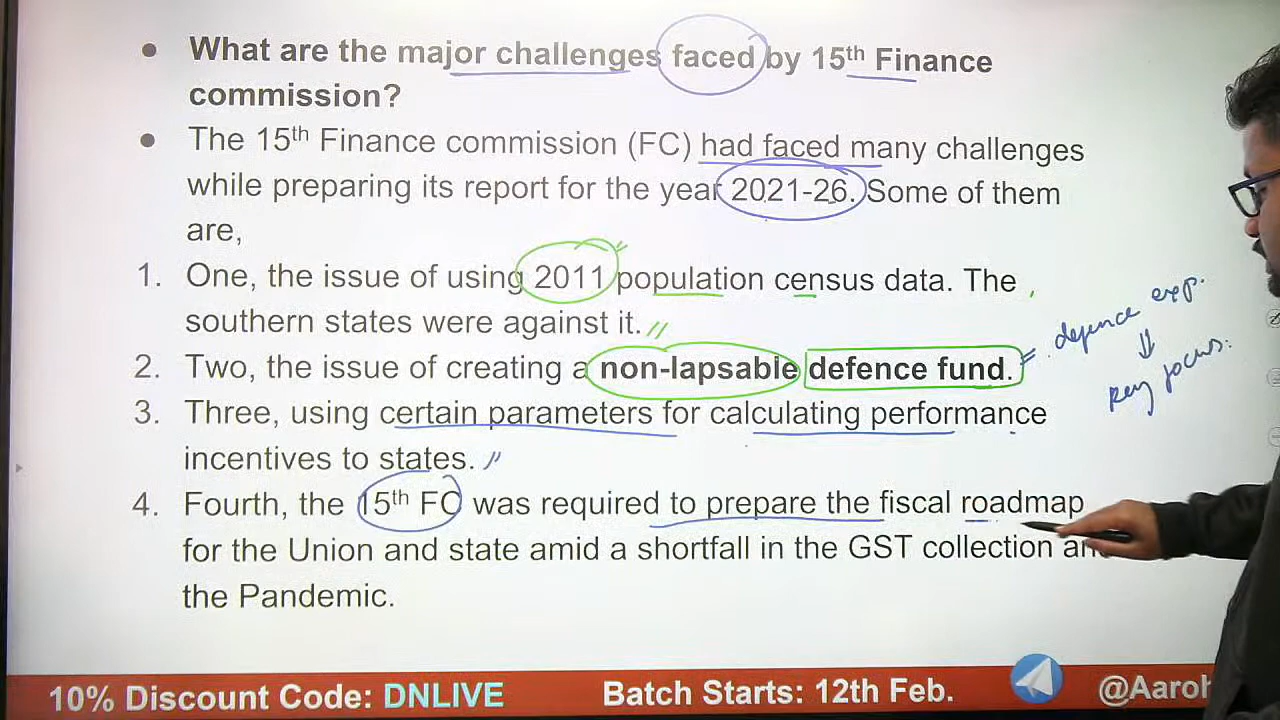 • What are the major challenges faced by 15th Finance
commission?
• The 15th Finance commission (FC) had faced many challenges
while preparing its report for the year 2021-26. Some of them
are,
1. One, the issue of using 2011 population census data. The
southern states were against it.
2. Two, the issue of creating a non-lapsable defence fund.
defence exp.
⇓
key focus.
3. Three, using certain parameters for calculating performance
incentives to states.
4. Fourth, the 15th FC was required to prepare the fiscal roadmap
for the Union and state amid a shortfall in the GST collection an
the Pandemic.
10% Discount Code: DNLIVE Batch Starts: 12th Feb. @Aaroh